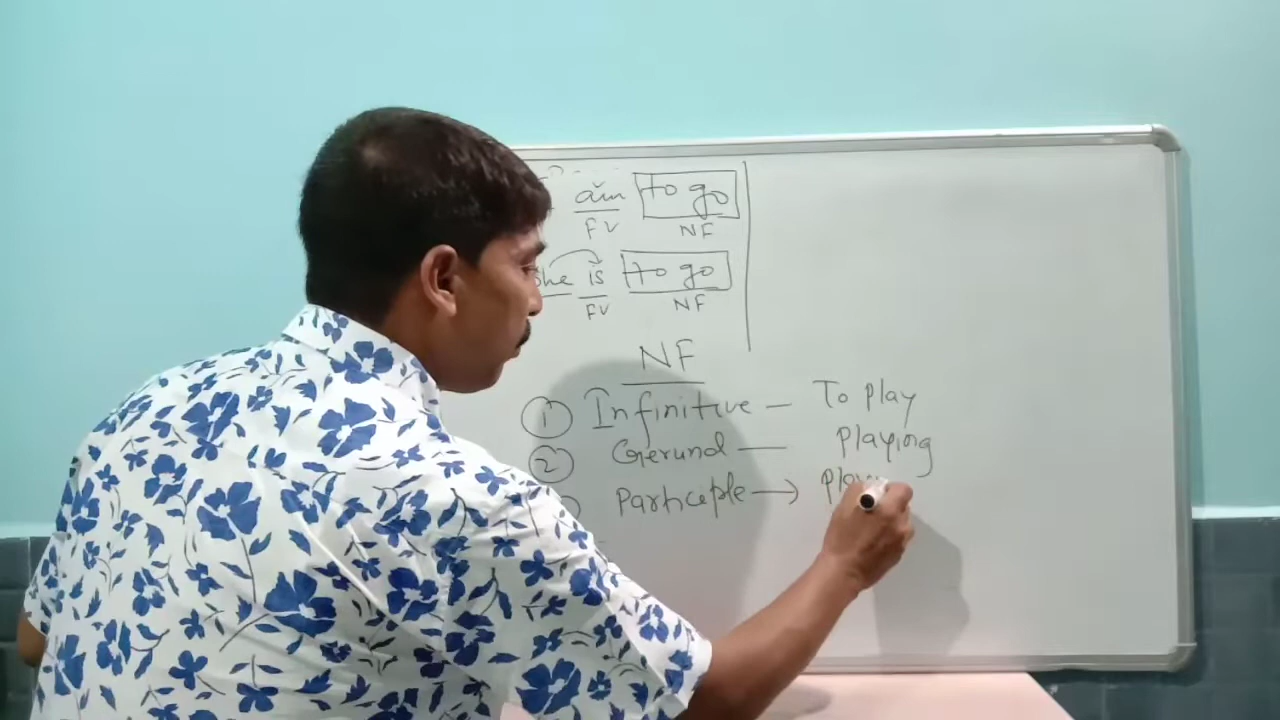 am to go
FV NF
she is to go
FV NF
NF
1 Infinitive — To play
2 Gerund — playing
Participle →